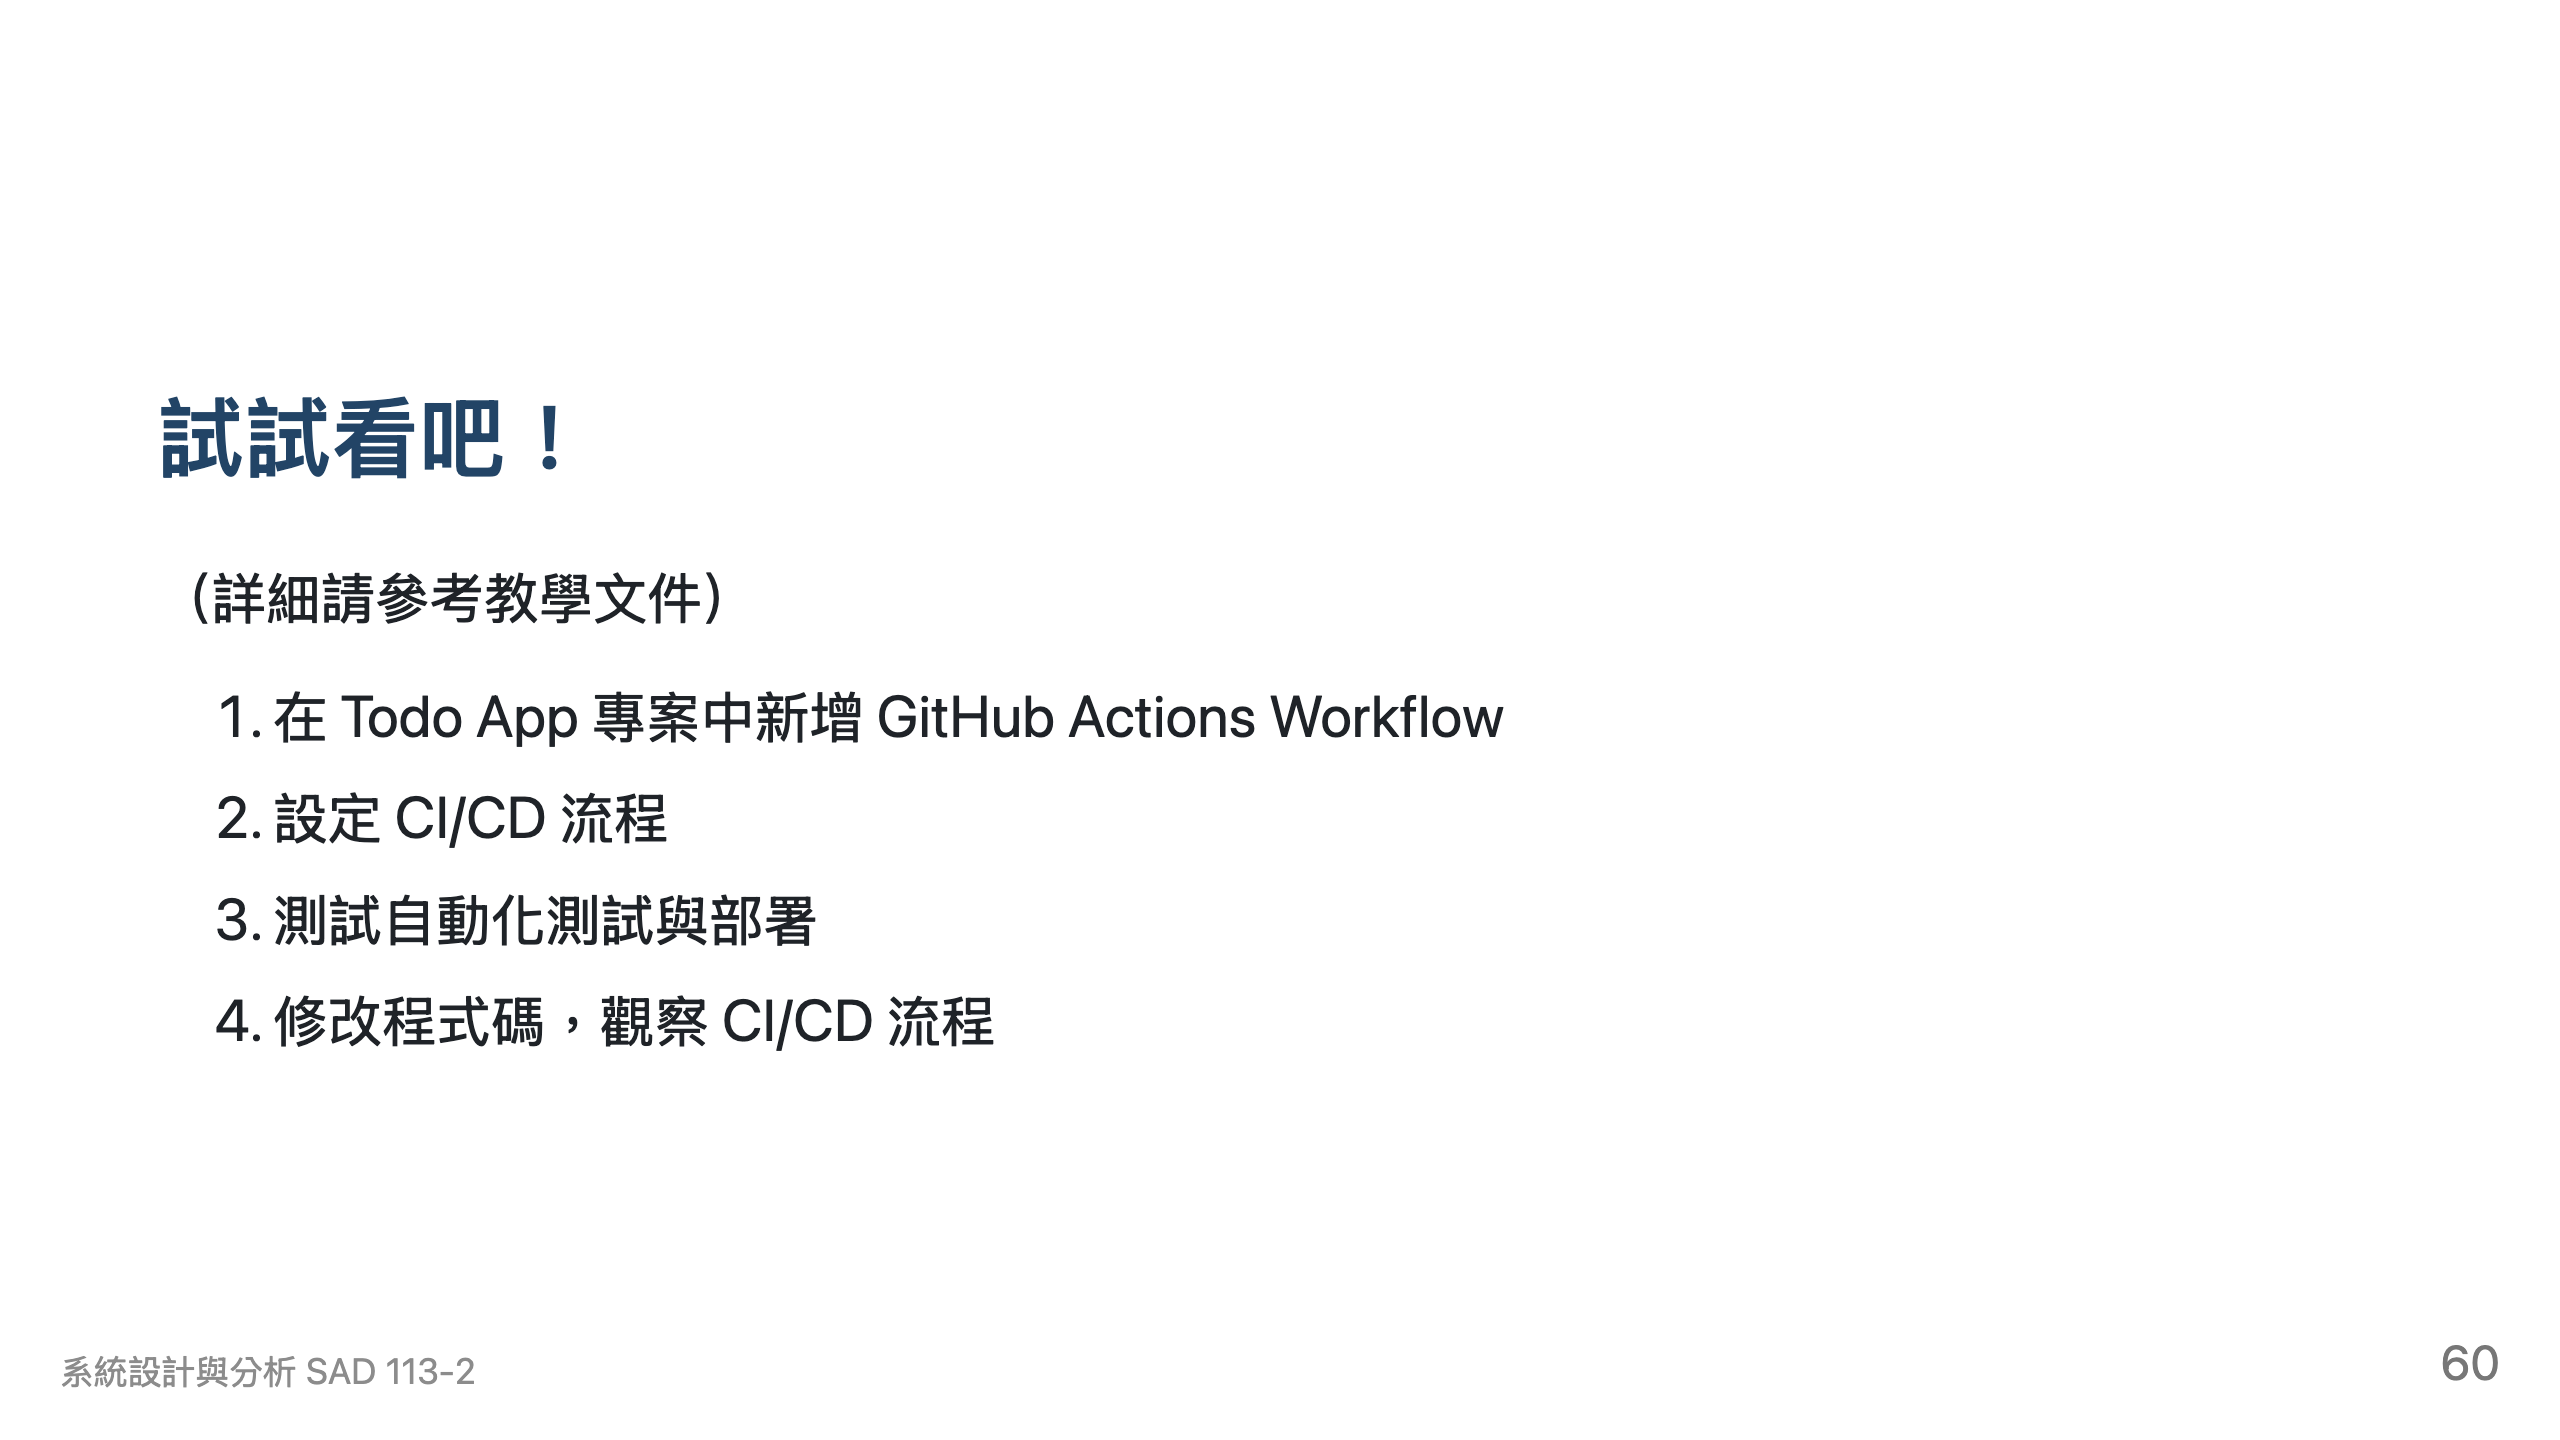 試試看吧！
（詳細請參考教學文件）
1. 在 Todo App 專案中新增 GitHub Actions Workflow
2. 設定 CI/CD 流程
3. 測試自動化測試與部署
4. 修改程式碼，觀察 CI/CD 流程
系統設計與分析 SAD 113-2
60